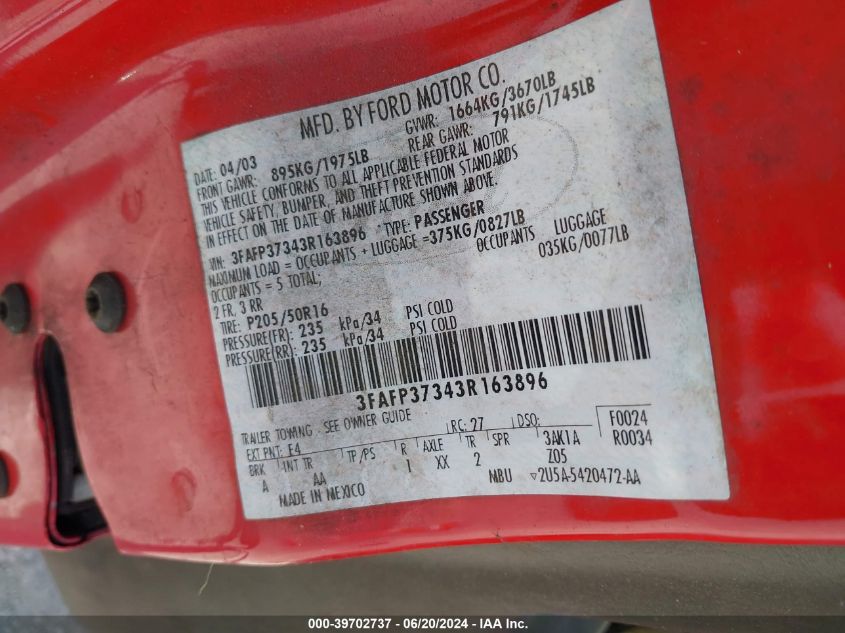 MFD. BY FORD MOTOR CO.
DATE: 04/03 GVWR: 1664KG/3670LB
FRONT GAWR: 895KG/1975LB REAR GAWR: 791KG/1745LB
THIS VEHICLE CONFORMS TO ALL APPLICABLE FEDERAL MOTOR
VEHICLE SAFETY, BUMPER, AND THEFT PREVENTION STANDARDS
IN EFFECT ON THE DATE OF MANUFACTURE SHOWN ABOVE.
VIN: 3FAFP37343R163896 TYPE: PASSENGER
MAXIMUM LOAD = OCCUPANTS + LUGGAGE =375KG/0827LB
OCCUPANTS = 5 TOTAL; OCCUPANTS LUGGAGE
2 FR, 3 RR 035KG/0077LB
TIRE: P205/50R16
PRESSURE(FR): 235 kPa/34 PSI COLD
PRESSURE(RR): 235 kPa/34 PSI COLD
3FAFP37343R163896
TRAILER TOWING - SEE OWNER GUIDE
EXT PNT: E4 RC: 27 DSO: F0024
BRK INT TR TP/PS R AXLE TR SPR 3AK1A R0034
A AA 1 XX 2 Z05
MADE IN MEXICO NBU ▽2U5A-5420472-AA
000-39702737 - 06/20/2024 - IAA Inc.